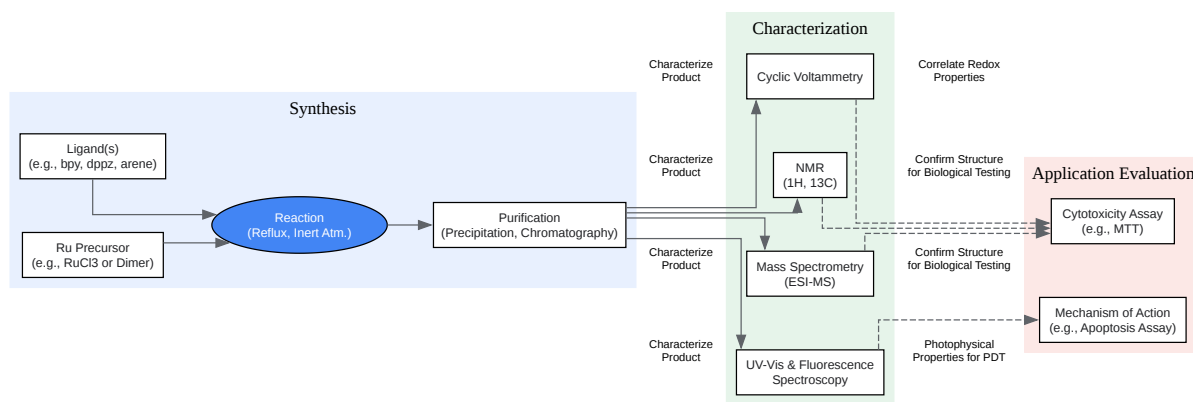 Synthesis
Ligand(s)
(e.g., bpy, dppz, arene)
Ru Precursor
(e.g., RuCl3 or Dimer)
Reaction
(Reflux, Inert Atm.)
Purification
(Precipitation, Chromatography)
Characterize
Product
Characterize
Product
Characterize
Product
Characterize
Product
Characterization
Cyclic Voltammetry
NMR
(1H, 13C)
Mass Spectrometry
(ESI-MS)
UV-Vis & Fluorescence
Spectroscopy
Correlate Redox
Properties
Confirm Structure
for Biological Testing
Confirm Structure
for Biological Testing
Photophysical
Properties for PDT
Application Evaluation
Cytotoxicity Assay
(e.g., MTT)
Mechanism of Action
(e.g., Apoptosis Assay)